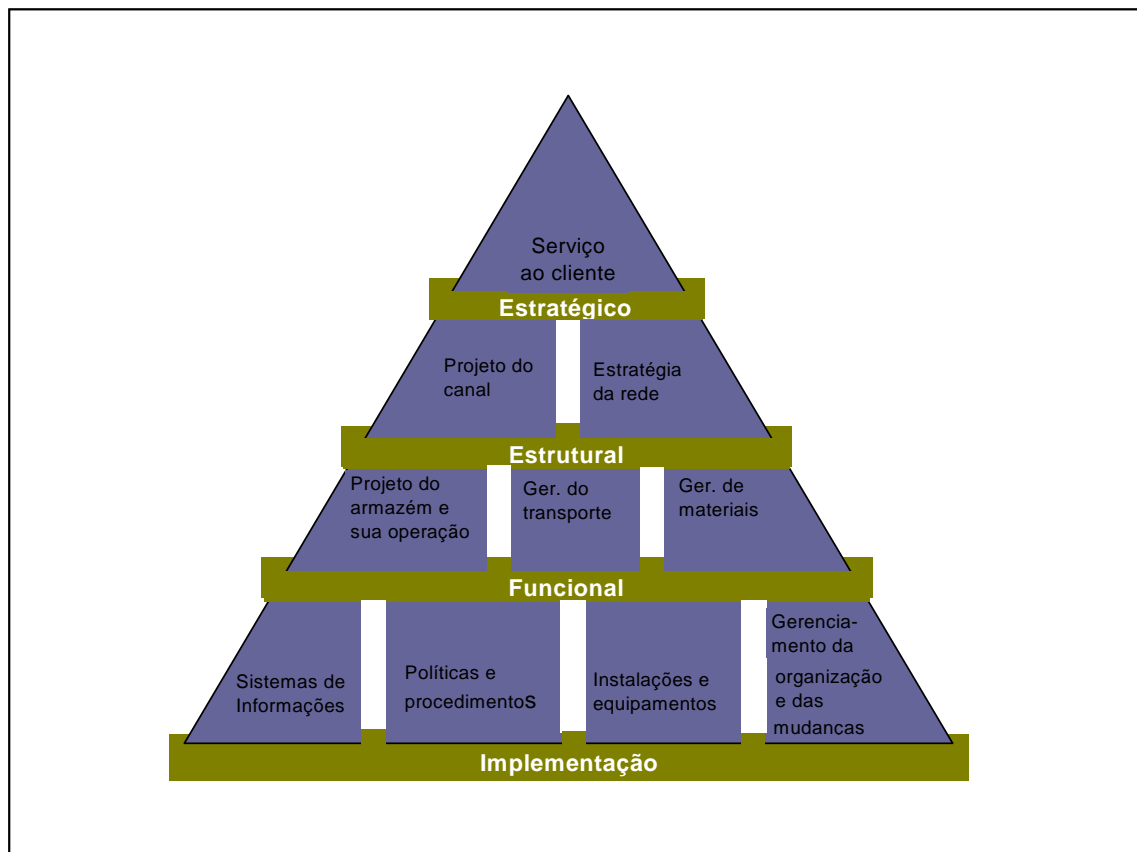 Serviço
ao cliente
Estratégico
Projeto do
canal
Estratégia
da rede
Estrutural
Projeto do
armazém e
sua operação
Ger. do
transporte
Ger. de
materiais
Funcional
Sistemas de
Informações
Políticas e
procedimentos
Instalações e
equipamentos
Gerencia-
mento da
organização
e das
mudancas
Implementação